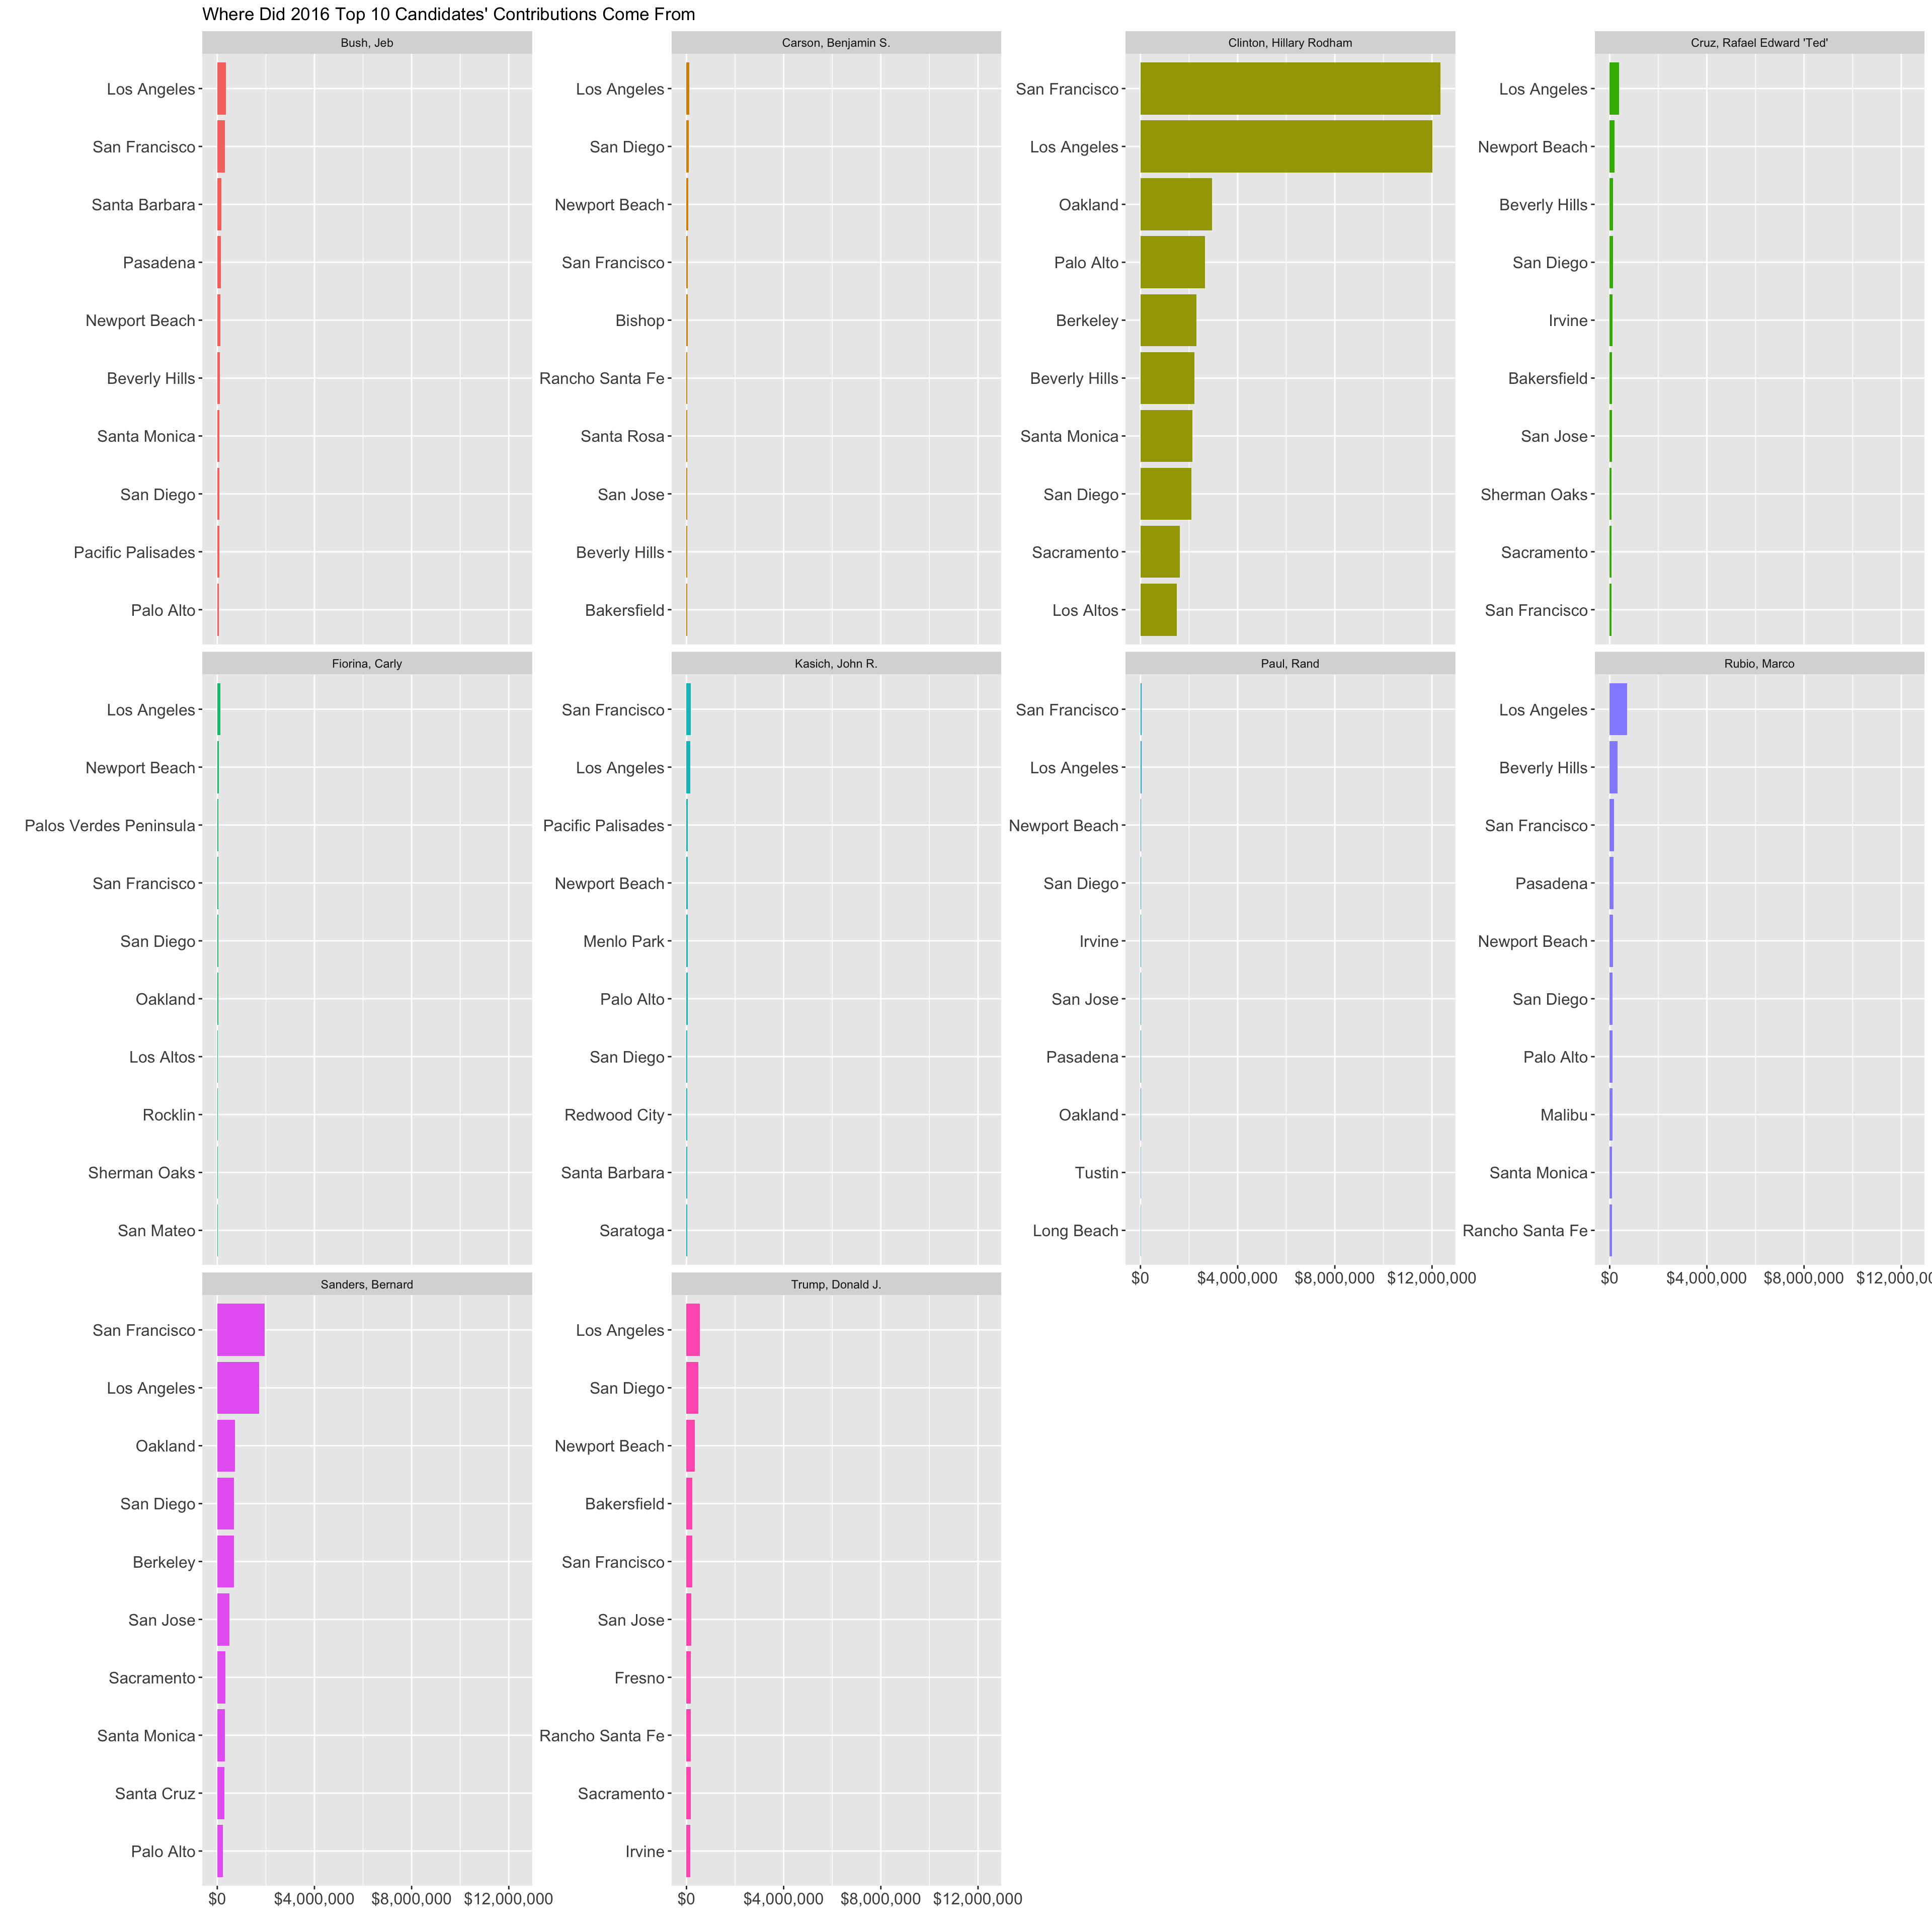 Where Did 2016 Top 10 Candidates' Contributions Come From
Bush, Jeb
Los Angeles
San Francisco
Santa Barbara
Pasadena
Newport Beach
Beverly Hills
Santa Monica
San Diego
Pacific Palisades
Palo Alto
Carson, Benjamin S.
Los Angeles
San Diego
Newport Beach
San Francisco
Bishop
Rancho Santa Fe
Santa Rosa
San Jose
Beverly Hills
Bakersfield
Clinton, Hillary Rodham
San Francisco
Los Angeles
Oakland
Palo Alto
Berkeley
Beverly Hills
Santa Monica
San Diego
Sacramento
Los Altos
Cruz, Rafael Edward 'Ted'
Los Angeles
Newport Beach
Beverly Hills
San Diego
Irvine
Bakersfield
San Jose
Sherman Oaks
Sacramento
San Francisco
Fiorina, Carly
Los Angeles
Newport Beach
Palos Verdes Peninsula
San Francisco
San Diego
Oakland
Los Altos
Rocklin
Sherman Oaks
San Mateo
Kasich, John R.
San Francisco
Los Angeles
Pacific Palisades
Newport Beach
Menlo Park
Palo Alto
San Diego
Redwood City
Santa Barbara
Saratoga
Paul, Rand
San Francisco
Los Angeles
Newport Beach
San Diego
Irvine
San Jose
Pasadena
Oakland
Tustin
Long Beach
$0 $4,000,000 $8,000,000 $12,000,000
Rubio, Marco
Los Angeles
Beverly Hills
San Francisco
Pasadena
Newport Beach
San Diego
Palo Alto
Malibu
Santa Monica
Rancho Santa Fe
$0 $4,000,000 $8,000,000 $12,000,00
Sanders, Bernard
San Francisco
Los Angeles
Oakland
San Diego
Berkeley
San Jose
Sacramento
Santa Monica
Santa Cruz
Palo Alto
$0 $4,000,000 $8,000,000 $12,000,000
Trump, Donald J.
Los Angeles
San Diego
Newport Beach
Bakersfield
San Francisco
San Jose
Fresno
Rancho Santa Fe
Sacramento
Irvine
$0 $4,000,000 $8,000,000 $12,000,000